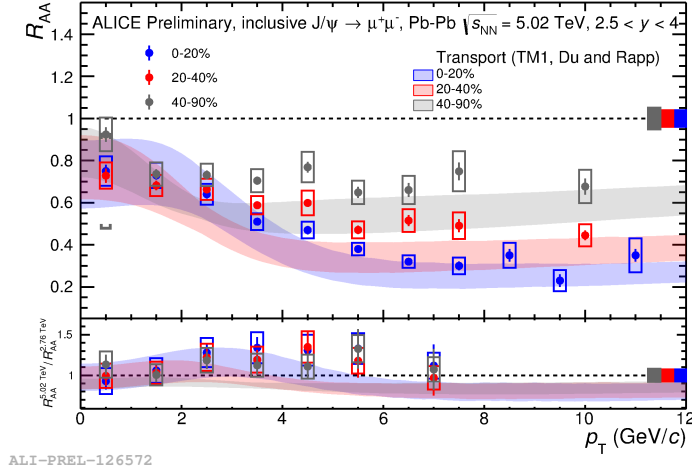 ALICE Preliminary, inclusive J/ψ → μ⁺μ⁻, Pb-Pb √s_NN = 5.02 TeV, 2.5 < y < 4
R_AA
1.4
1.2
1
0.8
0.6
0.4
0.2
0-20%
20-40%
40-90%
Transport (TM1, Du and Rapp)
0-20%
20-40%
40-90%
R_AA^5.02 TeV/R_AA^2.76 TeV
1.5
1
0.5
0 2 4 6 8 10 12
p_T (GeV/c)
ALI-PREL-126572